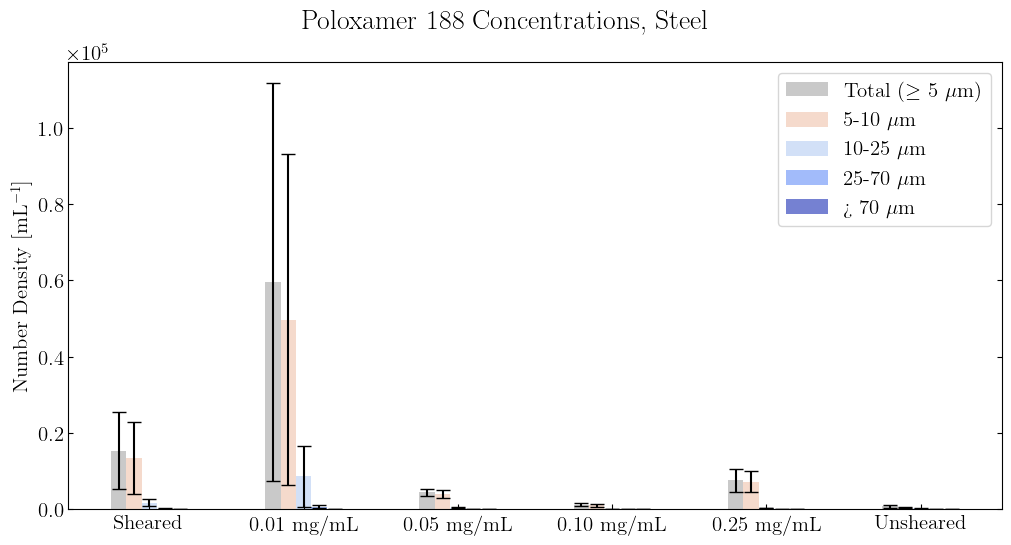 Poloxamer 188 Concentrations, Steel
×10⁵
Number Density [mL⁻¹]
1.0
0.8
0.6
0.4
0.2
0.0
Total (≥ 5 μm)
5-10 μm
10-25 μm
25-70 μm
¿ 70 μm
Sheared
0.01 mg/mL
0.05 mg/mL
0.10 mg/mL
0.25 mg/mL
Unsheared